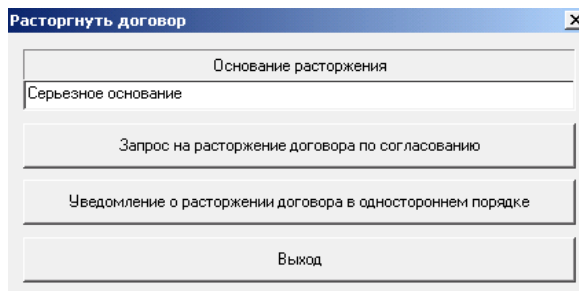 Расторгнуть договор
Основание расторжения
Серьезное основание
Запрос на расторжение договора по согласованию
Уведомление о расторжении договора в одностороннем порядке
Выход